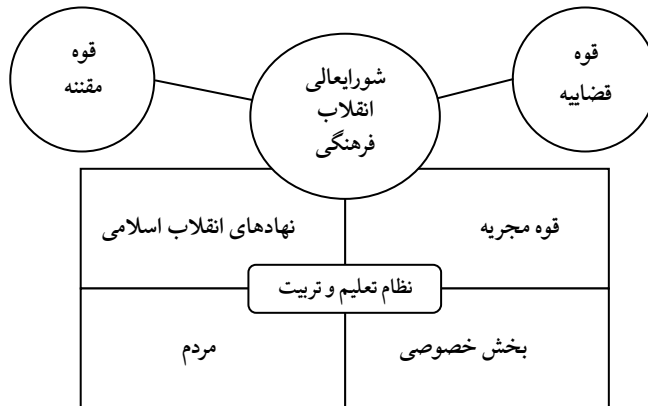 قوه
قضاییه
شورایعالی
انقلاب
فرهنگی
قوه
مقننه
قوه مجریه
نهادهای انقلاب اسلامی
نظام تعلیم و تربیت
بخش خصوصی
مردم